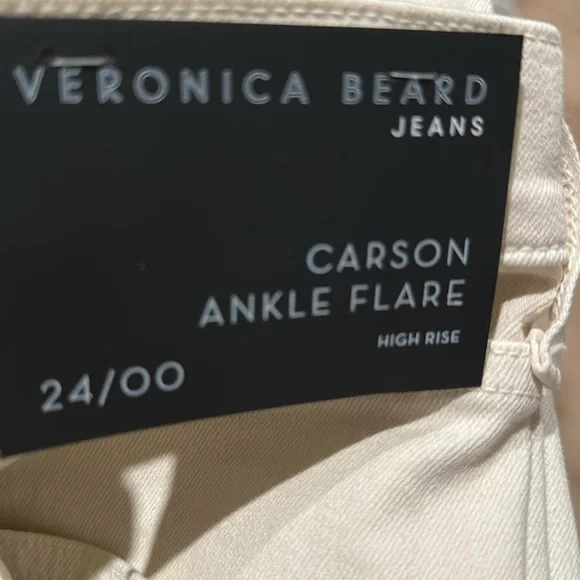 VERONICA BEARD
JEANS
CARSON
ANKLE FLARE
HIGH RISE
24/00